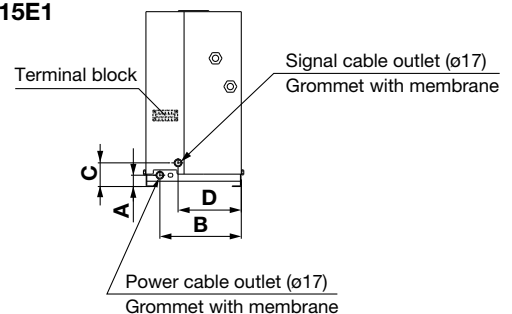 15E1
Signal cable outlet (ø17)
Grommet with membrane
Terminal block
C
A
D
B
Power cable outlet (ø17)
Grommet with membrane